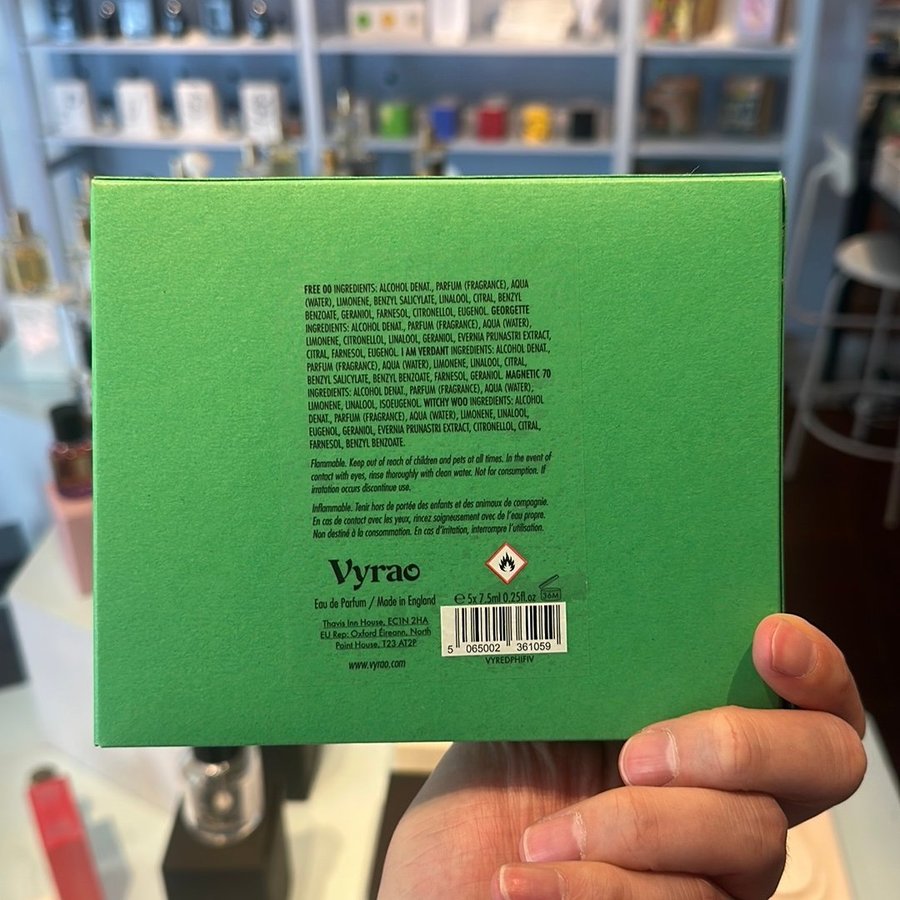 FREE 00 INGREDIENTS: ALCOHOL DENAT., PARFUM (FRAGRANCE), AQUA
(WATER), LIMONENE, BENZYL SALICYLATE, LINALOOL, CITRAL, BENZYL
BENZOATE, GERANIOL, FARNESOL, CITRONELLOL, EUGENOL. GEORGETTE
INGREDIENTS: ALCOHOL DENAT., PARFUM (FRAGRANCE), AQUA (WATER),
LIMONENE, CITRONELLOL, LINALOOL, GERANIOL, EVERNIA PRUNASTRI EXTRACT,
CITRAL, FARNESOL, EUGENOL. I AM VERDANT INGREDIENTS: ALCOHOL DENAT.,
PARFUM (FRAGRANCE), AQUA (WATER), LIMONENE, LINALOOL, CITRAL,
BENZYL SALICYLATE, BENZYL BENZOATE, FARNESOL, GERANIOL. MAGNETIC 70
INGREDIENTS: ALCOHOL DENAT., PARFUM (FRAGRANCE), AQUA (WATER),
LIMONENE, LINALOOL, ISOEUGENOL. WITCHY WOO INGREDIENTS: ALCOHOL
DENAT., PARFUM (FRAGRANCE), AQUA (WATER), LIMONENE, LINALOOL,
EUGENOL, GERANIOL, EVERNIA PRUNASTRI EXTRACT, CITRONELLOL, CITRAL,
FARNESOL, BENZYL BENZOATE.
Flammable. Keep out of reach of children and pets at all times. In the event of
contact with eyes, rinse thoroughly with clean water. Not for consumption. If
irratation occurs discontinue use.
Inflammable. Tenir hors de portée des enfants et des animaux de compagnie.
En cas de contact avec les yeux, rincez soigneusement avec de l'eau propre.
Non destiné à la consommation. En cas d'irritation, interrompre l'utilisation.
Vyrao
Eau de Parfum / Made in England
Thavis Inn House, EC1N 2HA
EU Rep: Oxford Éireann, North
Point House, T23 AT2P
www.vyrao.com
℮ 5x 7.5ml 0.25fl.oz 36M
5 065002 361059
VYREDPHIFIV